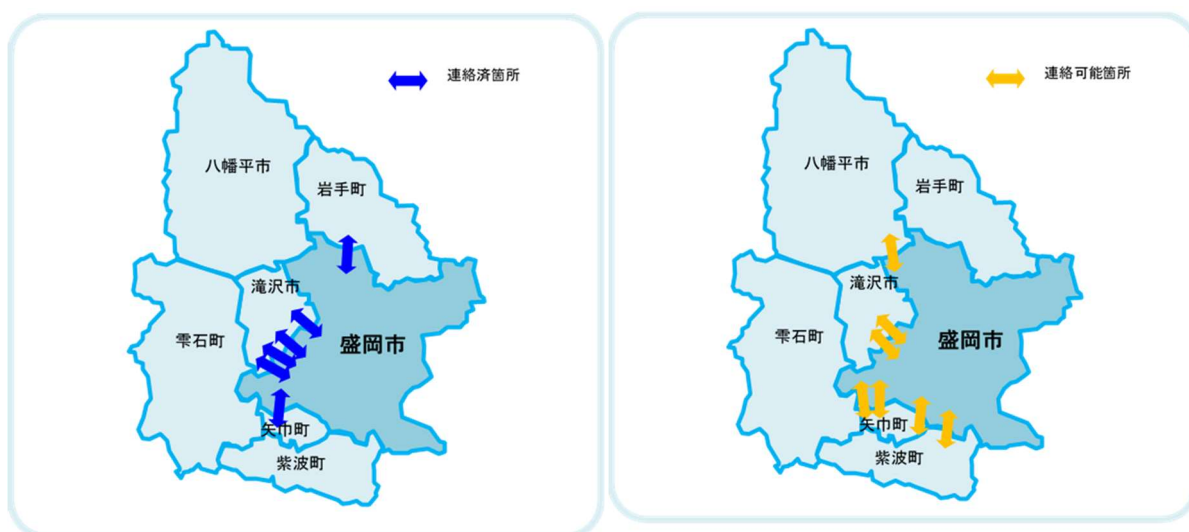 連絡済箇所
八幡平市
岩手町
滝沢市
雫石町
盛岡市
矢巾町
紫波町
連絡可能箇所
八幡平市
岩手町
滝沢市
雫石町
盛岡市
矢巾町
紫波町